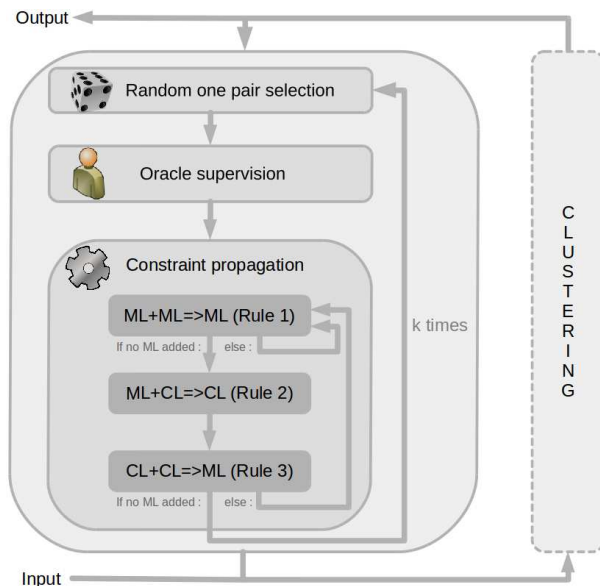 Output
Random one pair selection
Oracle supervision
Constraint propagation
ML+ML=>ML (Rule 1)
If no ML added : else :
ML+CL=>CL (Rule 2)
CL+CL=>ML (Rule 3)
If no ML added : else :
k times
CLUSTERING
Input